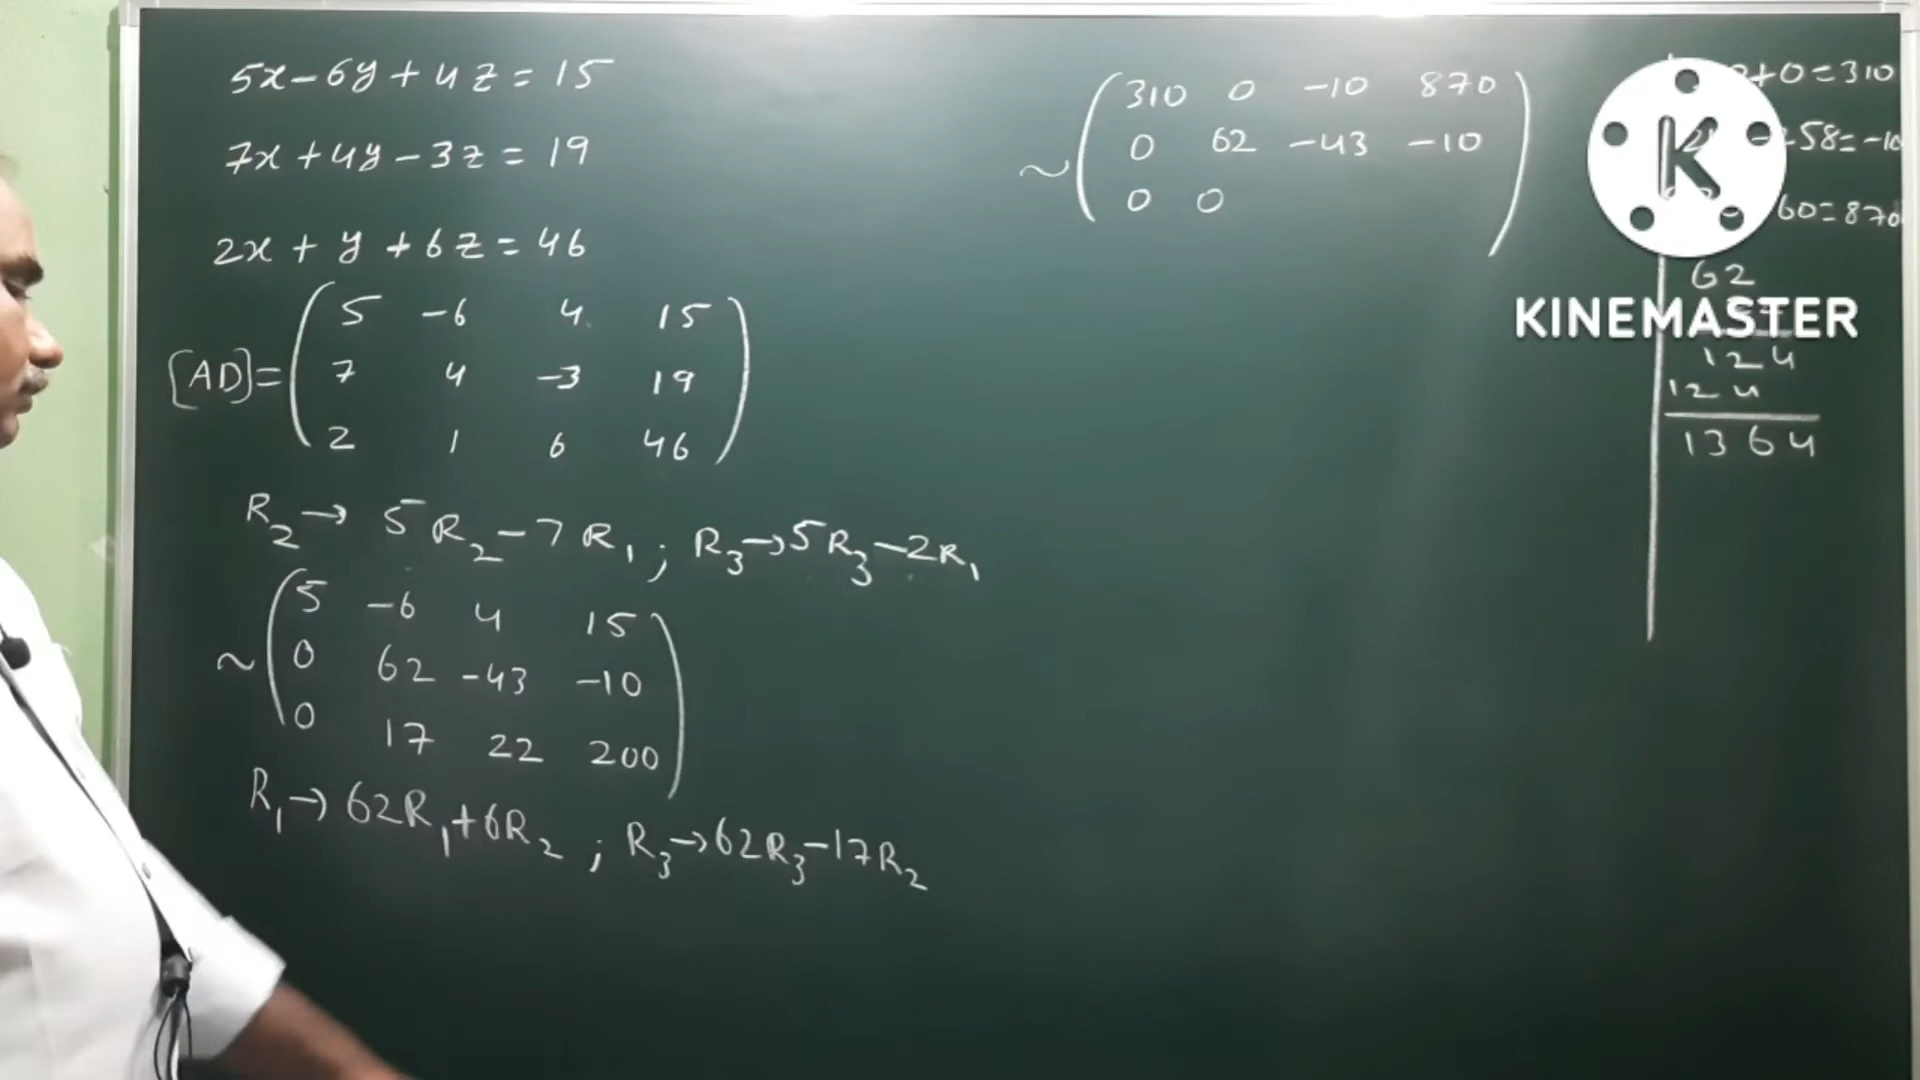 5x-6y+4z=15
7x+4y-3z=19
2x+y+6z=46
[AD]=
5 -6 4 15
7 4 -3 19
2 1 6 46
R2→5R2-7R1; R3→5R3-2R1
~
5 -6 4 15
0 62 -43 -10
0 17 22 200
R1→62R1+6R2; R3→62R3-17R2
~
310 0 -10 870
0 62 -43 -10
0 0
+0=310
58=-10
60=870
62
124
124
1364
K
KINEMASTER